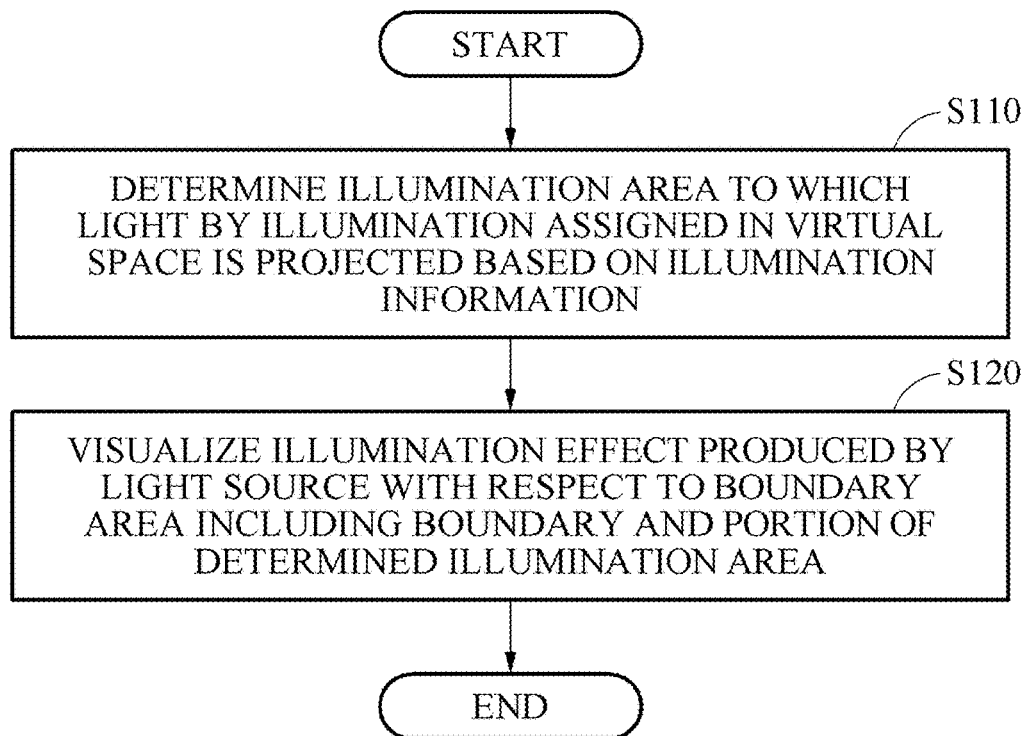 START
S110
DETERMINE ILLUMINATION AREA TO WHICH
LIGHT BY ILLUMINATION ASSIGNED IN VIRTUAL
SPACE IS PROJECTED BASED ON ILLUMINATION
INFORMATION
S120
VISUALIZE ILLUMINATION EFFECT PRODUCED BY
LIGHT SOURCE WITH RESPECT TO BOUNDARY
AREA INCLUDING BOUNDARY AND PORTION OF
DETERMINED ILLUMINATION AREA
END